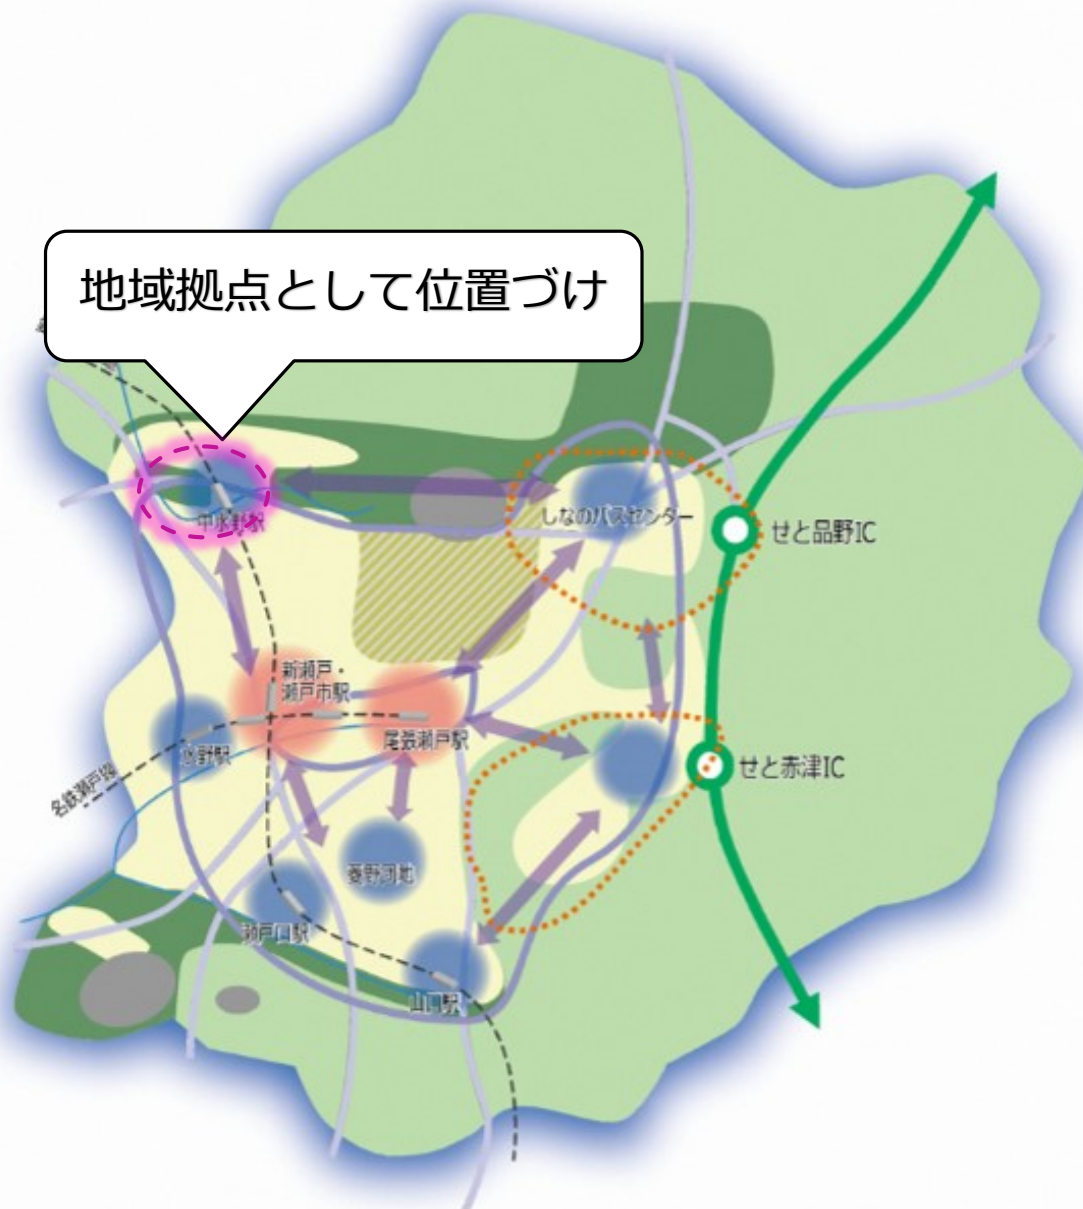 地域拠点として位置づけ
中水野駅
しなのバスセンター
せと品野IC
新瀬戸・
瀬戸市駅
尾張瀬戸駅
水野駅
せと赤津IC
名鉄瀬戸線
菱野団地
瀬戸口駅
山口駅